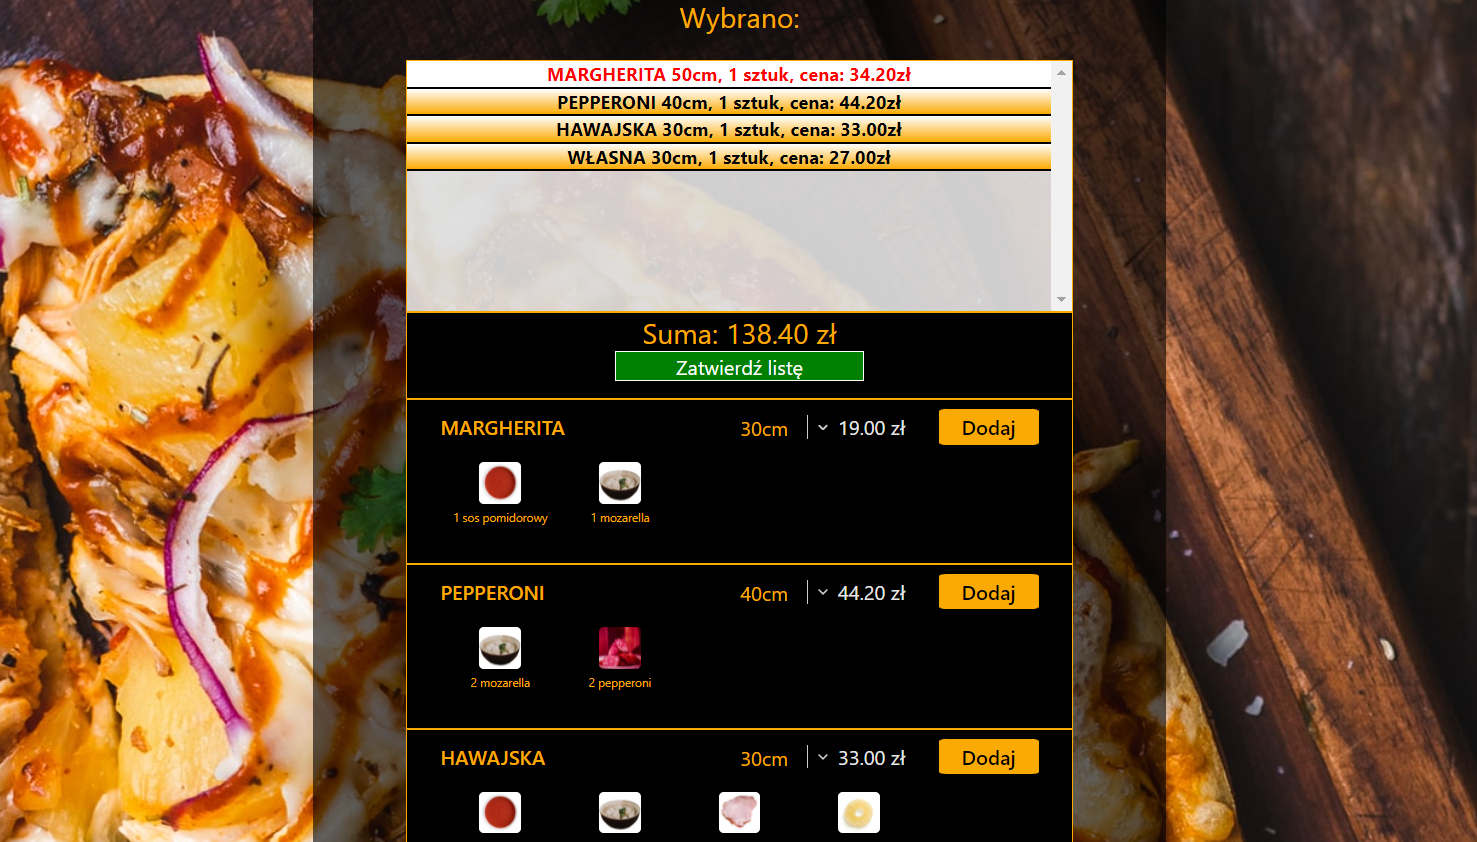 Wybrano:
MARGHERITA 50cm, 1 sztuk, cena: 34.20zł
PEPPERONI 40cm, 1 sztuk, cena: 44.20zł
HAWAJSKA 30cm, 1 sztuk, cena: 33.00zł
WŁASNA 30cm, 1 sztuk, cena: 27.00zł
Suma: 138.40 zł
Zatwierdź listę
MARGHERITA 30cm 19.00 zł Dodaj
1 sos pomidorowy 1 mozarella
PEPPERONI 40cm 44.20 zł Dodaj
2 mozarella 2 pepperoni
HAWAJSKA 30cm 33.00 zł Dodaj